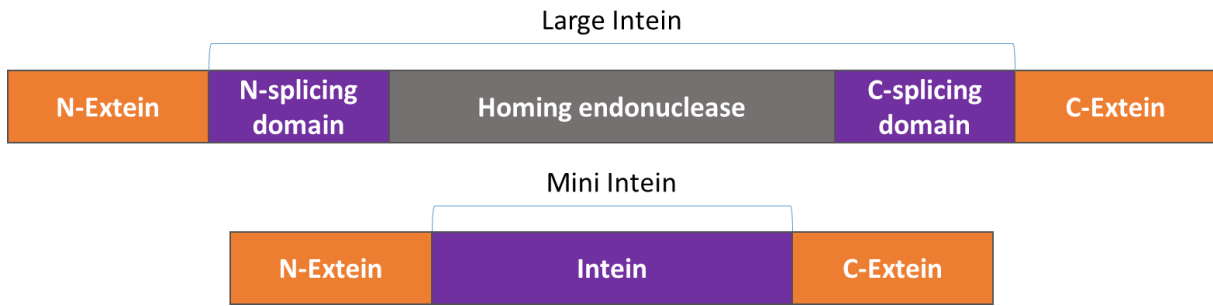 Large Intein
N-Extein
N-splicing
domain
Homing endonuclease
C-splicing
domain
C-Extein
Mini Intein
N-Extein
Intein
C-Extein